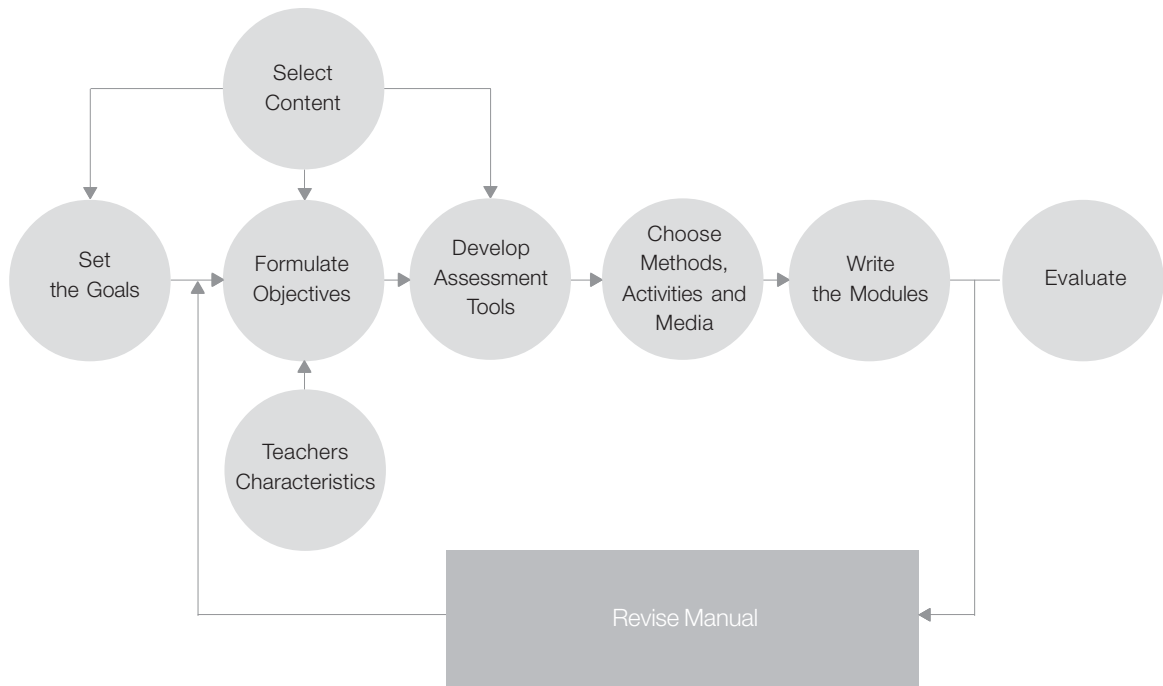 Select
Content
Set
the Goals
Formulate
Objectives
Develop
Assessment
Tools
Choose
Methods,
Activities and
Media
Write
the Modules
Evaluate
Teachers
Characteristics
Revise Manual